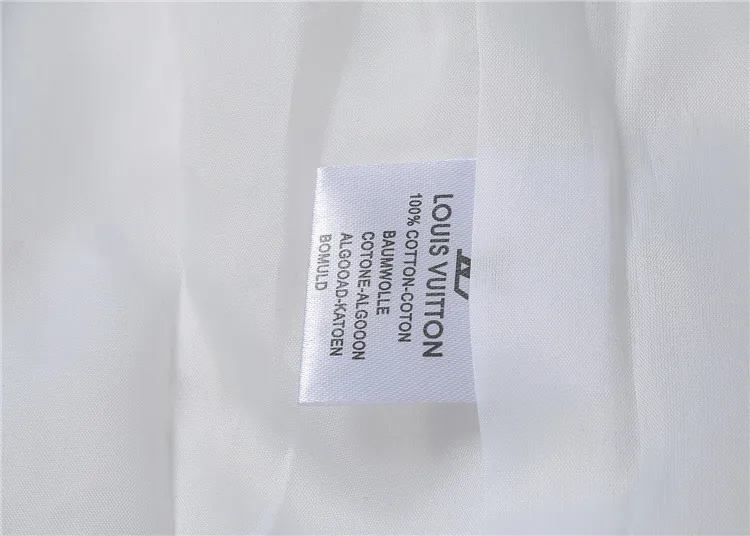 LOUIS VUITTON
100% COTTON-COTON
BAUMWOLLE
COTONE-ALGOOON
ALGOOAD-KATOEN
BOMULD